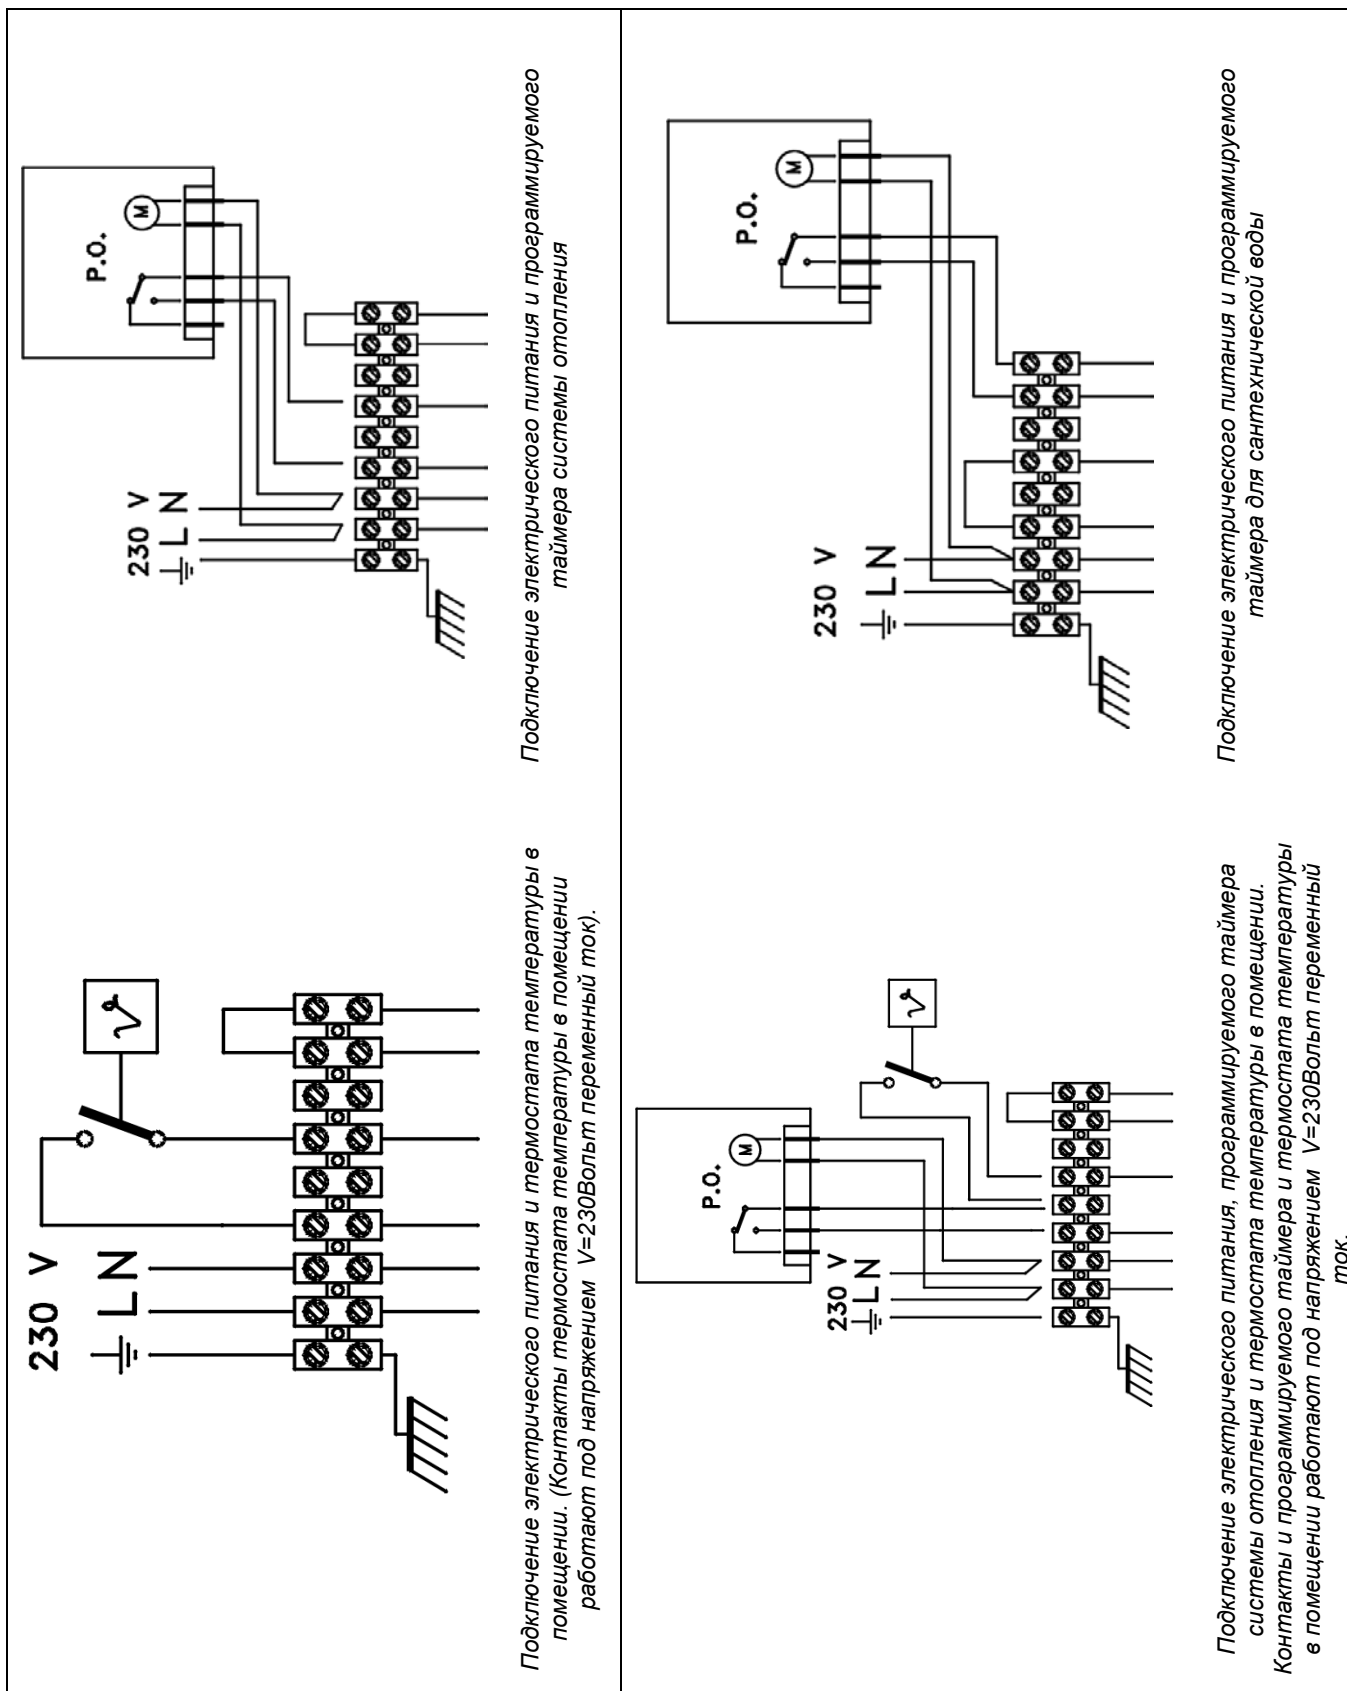 230 V
L N
Подключение электрического питания и термостата температуры в
помещении. (Контакты термостата температуры в помещении
работают под напряжением V=230Вольт переменный ток).
P.O.
M
230 V
L N
Подключение электрического питания и программируемого
таймера системы отопления
P.O.
M
230 V
L N
Подключение электрического питания, программируемого таймера
системы отопления и термостата температуры в помещении.
Контакты и программируемого таймера и термостата температуры
в помещении работают под напряжением V=230Вольт переменный
ток.
P.O.
M
230 V
L N
Подключение электрического питания и программируемого
таймера для сантехнической воды